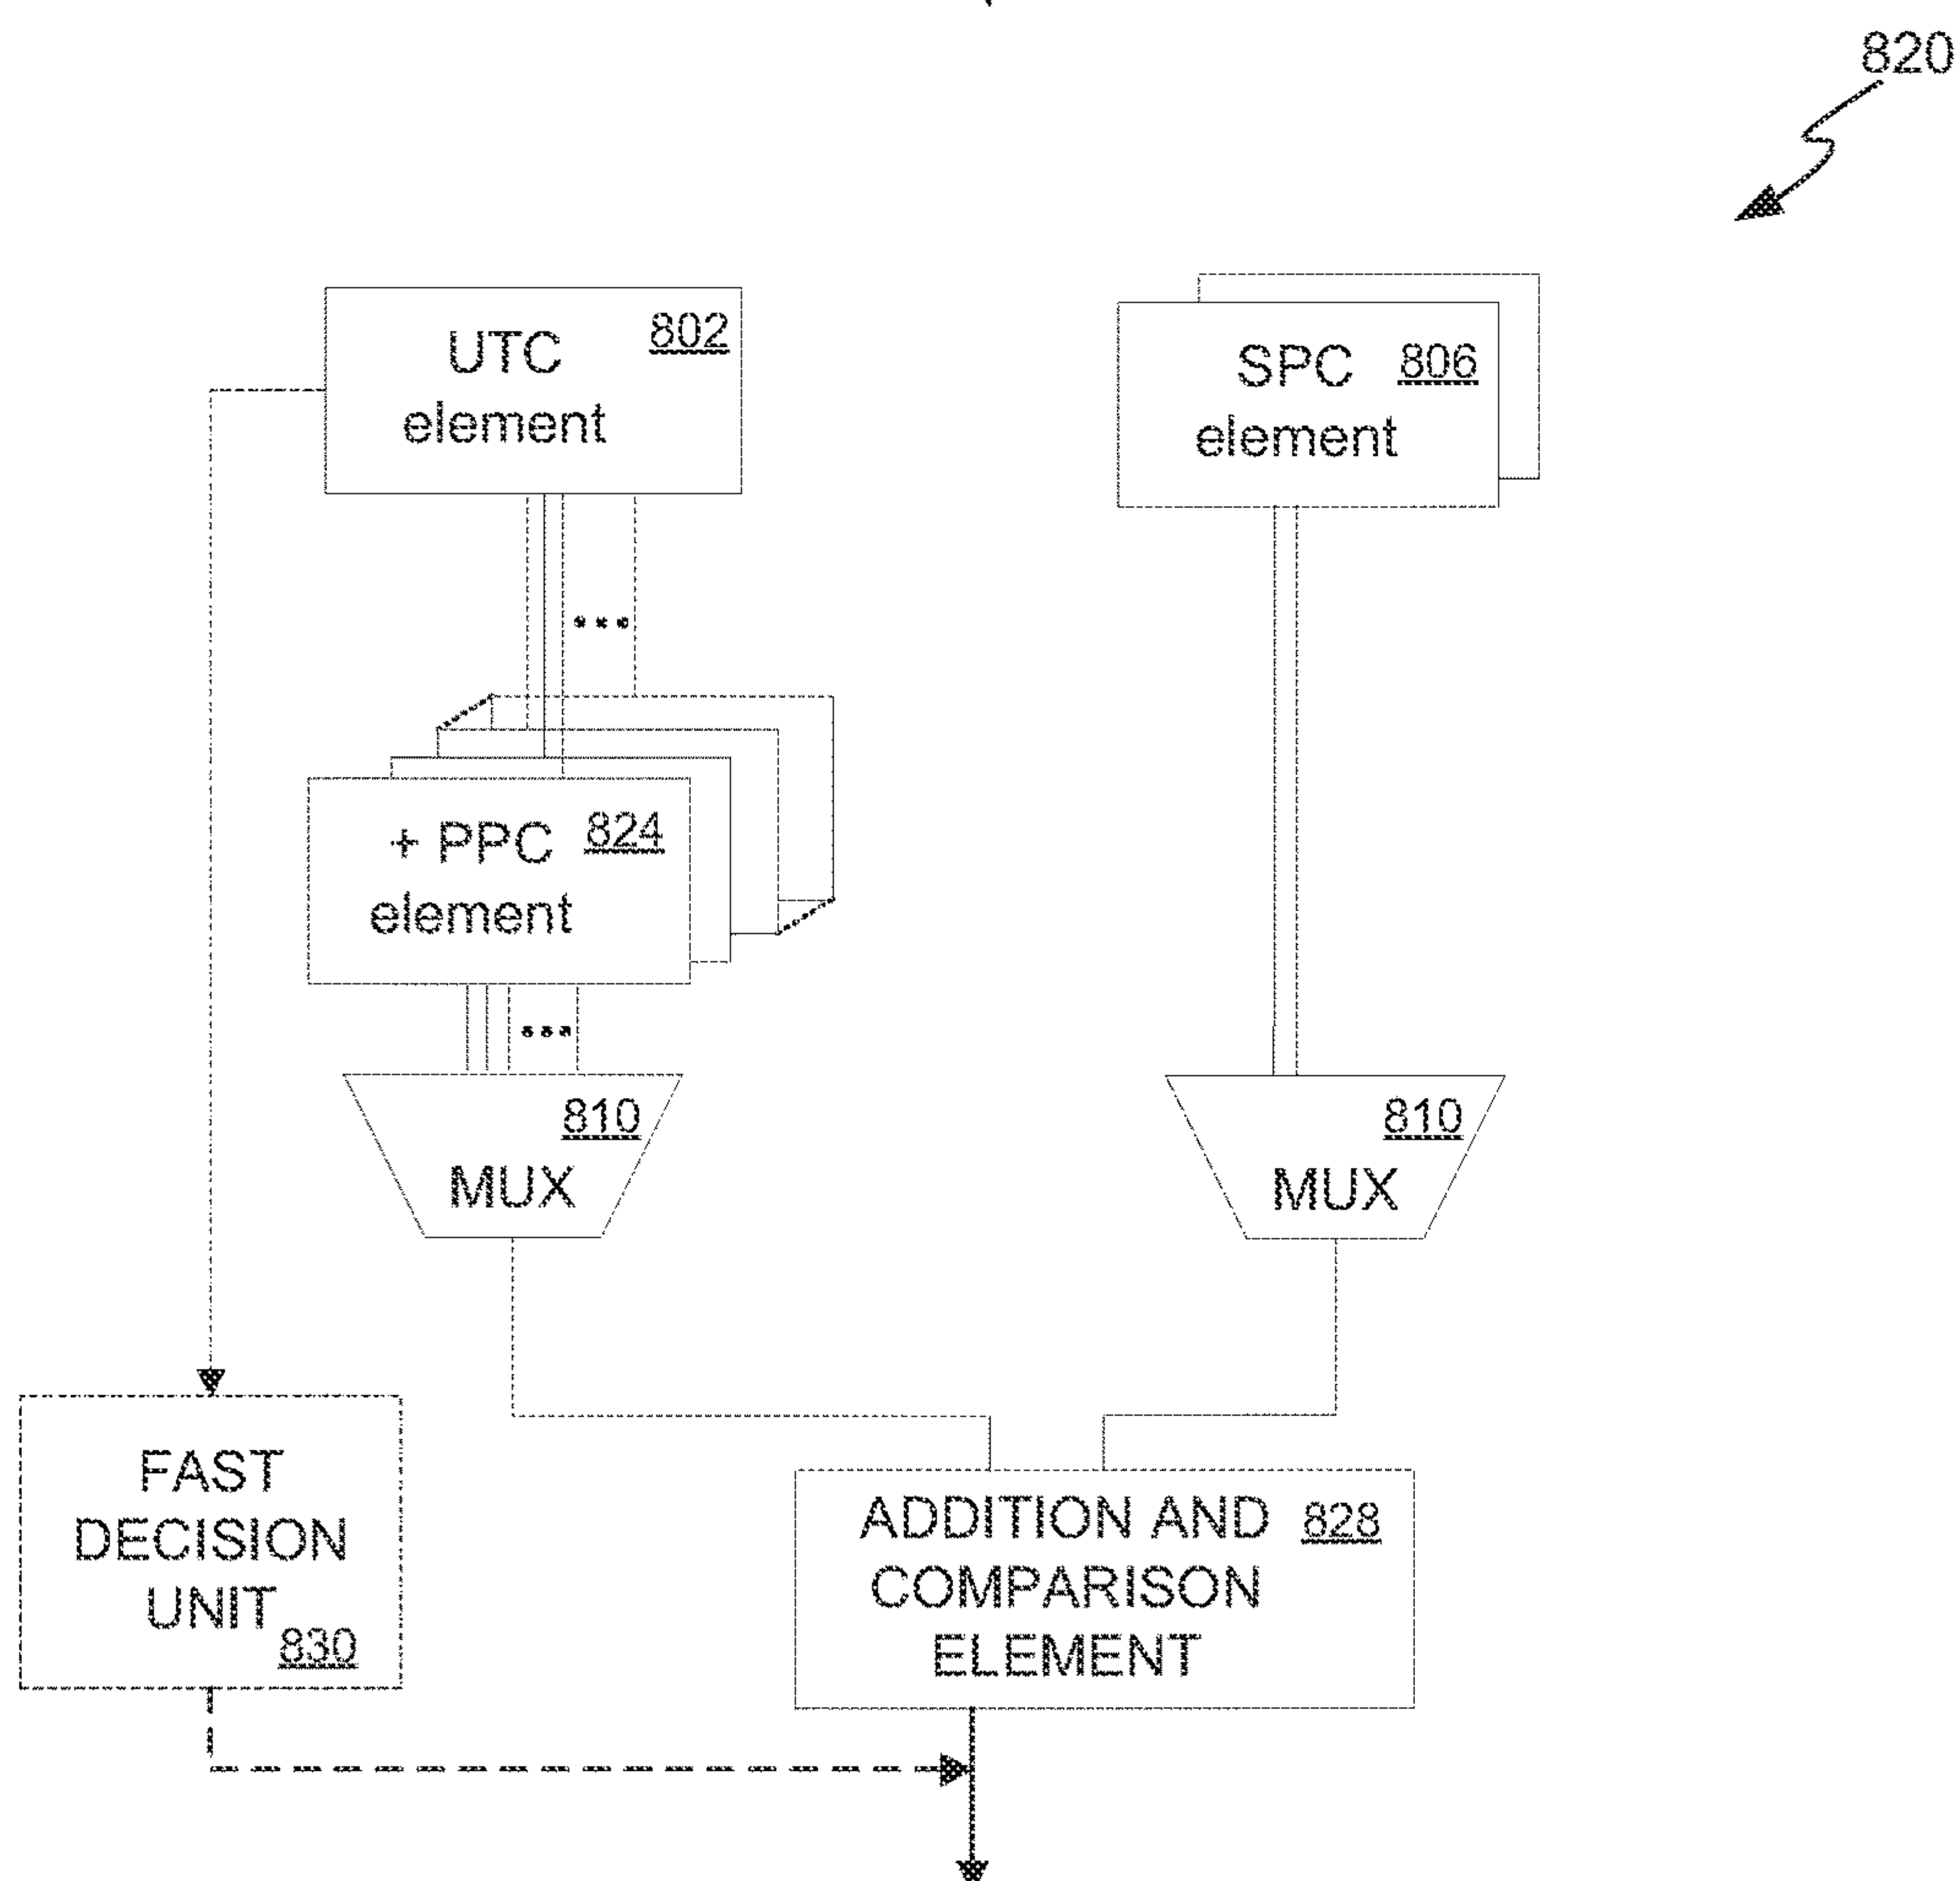 820
802
UTC
element
806
SPC
element
...
+ PPC 824
element
...
810
MUX
810
MUX
FAST
DECISION
UNIT
830
ADDITION AND 828
COMPARISON
ELEMENT